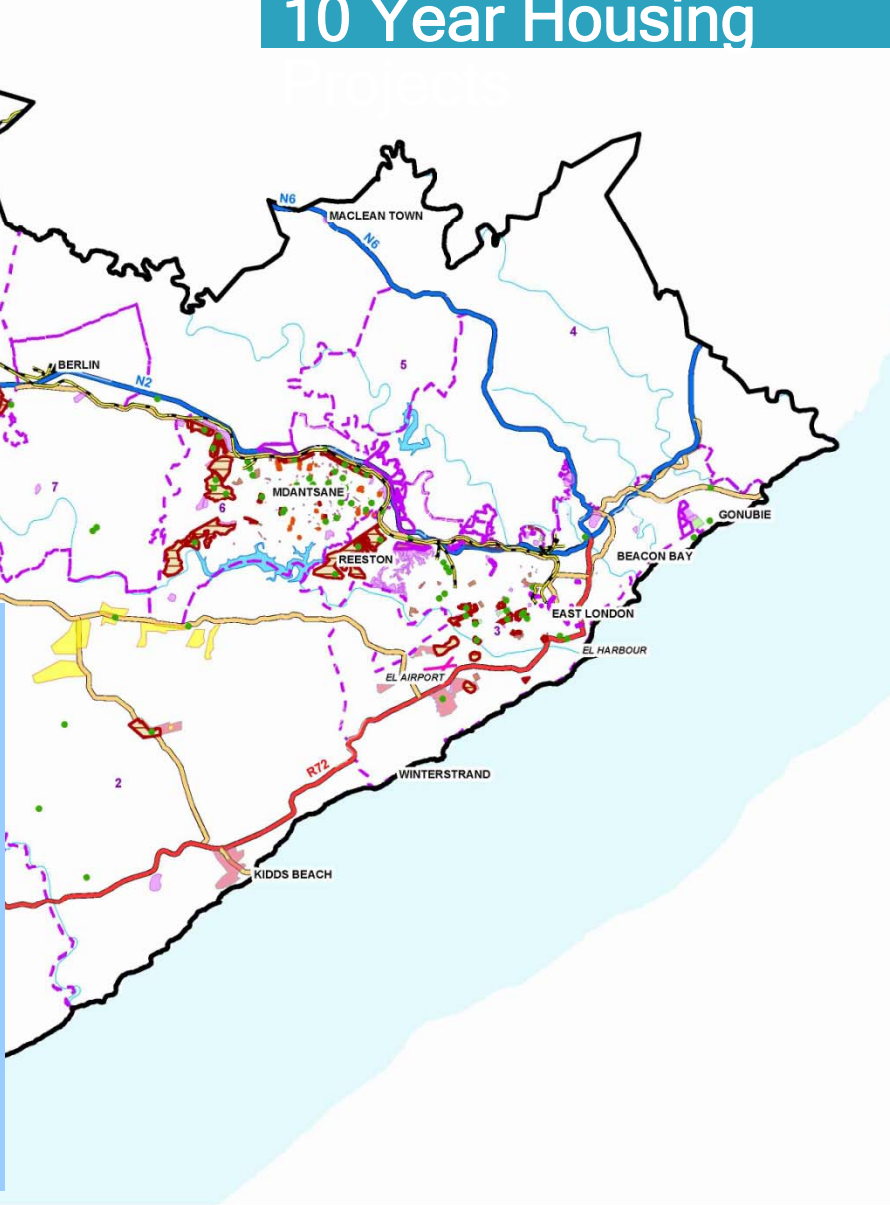 10 Year Housing
Projects
N6
MACLEAN TOWN
N6
4
5
BERLIN
N2
7
MDANTSANE
6
GONUBIE
REESTON
BEACON BAY
EAST LONDON
3
EL HARBOUR
EL AIRPORT
R72
WINTERSTRAND
2
KIDDS BEACH